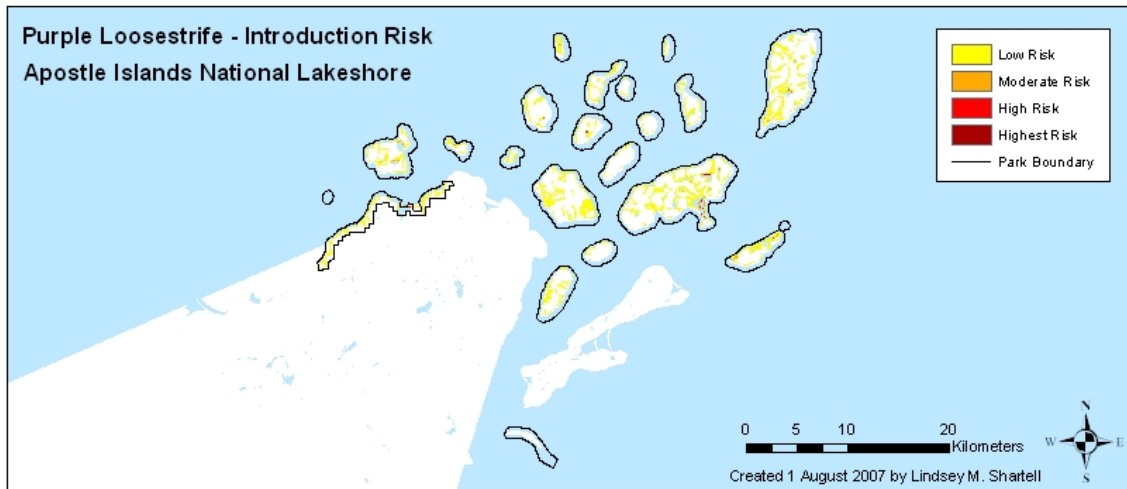 Purple Loosestrife - Introduction Risk
Apostle Islands National Lakeshore
Low Risk
Moderate Risk
High Risk
Highest Risk
Park Boundary
0 5 10 20
Kilometers
N
W E
S
Created 1 August 2007 by Lindsey M. Shartell